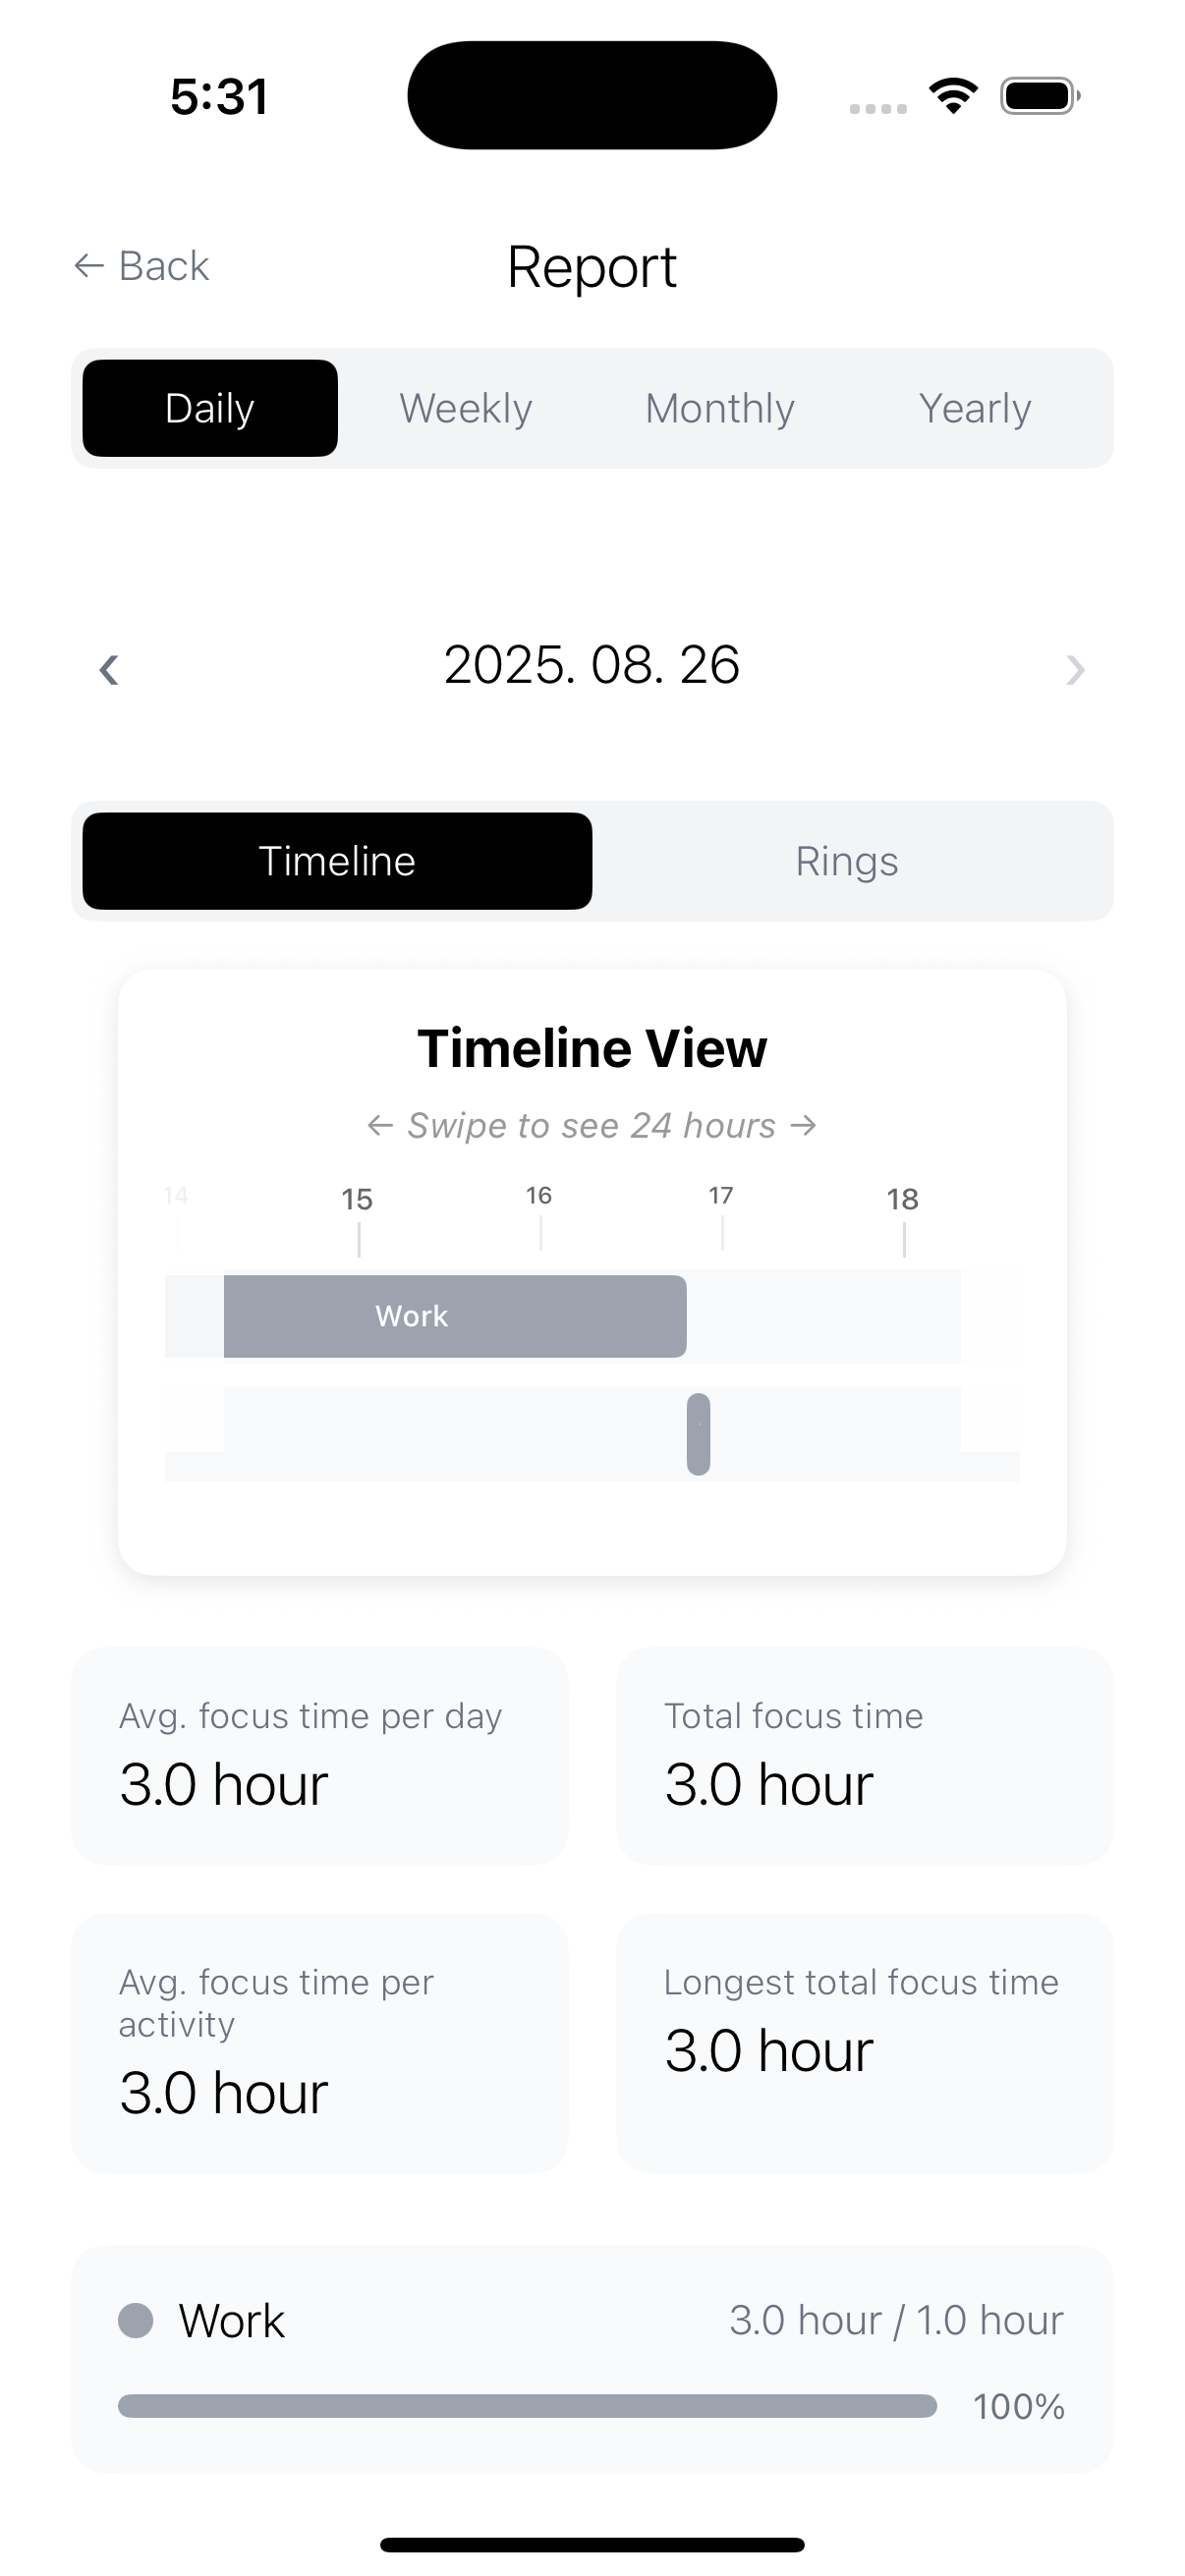 5:31
← Back
Report
Daily Weekly Monthly Yearly
‹ 2025. 08. 26 ›
Timeline Rings
Timeline View
← Swipe to see 24 hours →
14 15 16 17 18
Work
Avg. focus time per day
3.0 hour
Total focus time
3.0 hour
Avg. focus time per
activity
3.0 hour
Longest total focus time
3.0 hour
Work 3.0 hour / 1.0 hour
100%